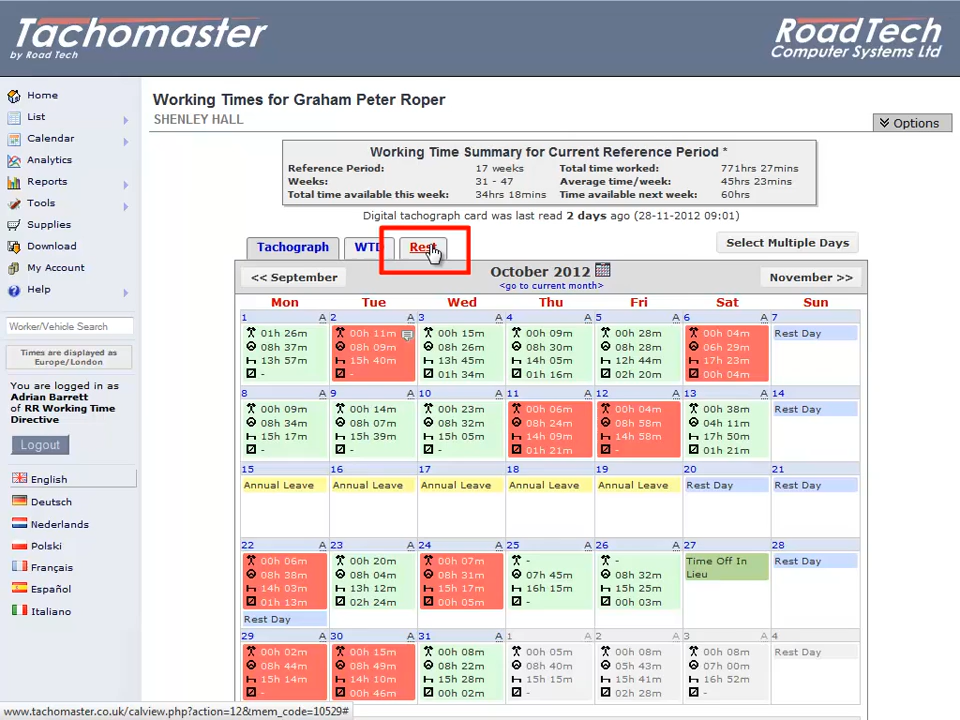 Tachomaster
by Road Tech
RoadTech
Computer Systems Ltd
Home
List
Calendar
Analytics
Reports
Tools
Supplies
Download
My Account
Help
Worker/Vehicle Search
Times are displayed as
Europe/London
You are logged in as
Adrian Barrett
of RR Working Time
Directive
Logout
English
Deutsch
Nederlands
Polski
Français
Español
Italiano
Working Times for Graham Peter Roper
SHENLEY HALL
Options
Working Time Summary for Current Reference Period *
Reference Period: 17 weeks Total time worked: 771hrs 27mins
Weeks: 31 - 47 Average time/week: 45hrs 23mins
Total time available this week: 34hrs 18mins Time available next week: 60hrs
Digital tachograph card was last read 2 days ago (28-11-2012 09:01)
Tachograph WTD Rest Select Multiple Days
<< September October 2012 November >>
<go to current month>
Mon Tue Wed Thu Fri Sat Sun
1 A 2 A 3 A 4 A 5 A 6 A 7
01h 26m 00h 11m 00h 15m 00h 09m 00h 28m 00h 04m Rest Day
08h 37m 08h 09m 08h 26m 08h 30m 08h 28m 06h 29m
13h 57m 15h 40m 13h 45m 14h 05m 12h 44m 17h 23m
- - 01h 34m 01h 16m 02h 20m 00h 04m
8 A 9 A 10 A 11 A 12 A 13 A 14
00h 09m 00h 14m 00h 23m 00h 06m 00h 04m 00h 38m Rest Day
08h 34m 08h 07m 08h 32m 08h 24m 08h 58m 04h 11m
15h 17m 15h 39m 15h 05m 14h 09m 14h 58m 17h 50m
- - - 01h 21m - 01h 21m
15 16 17 18 19 20 21
Annual Leave Annual Leave Annual Leave Annual Leave Annual Leave Rest Day Rest Day
22 A 23 A 24 A 25 A 26 A 27 28
00h 06m 00h 20m 00h 07m - - Time Off In Rest Day
08h 38m 08h 04m 08h 31m 07h 45m 08h 32m Lieu
14h 03m 13h 12m 15h 17m 16h 15m 15h 25m
01h 13m 02h 24m 00h 05m - 00h 03m
Rest Day
29 A 30 A 31 A 1 A 2 A 3 A 4
00h 02m 00h 15m 00h 08m 00h 05m 00h 08m 00h 08m Rest Day
08h 44m 08h 49m 08h 22m 08h 40m 05h 43m 07h 00m
15h 14m 14h 10m 15h 28m 15h 15m 15h 41m 16h 52m
- 00h 46m 00h 02m - 02h 28m -
www.tachomaster.co.uk/calview.php?action=12&mem_code=10529#